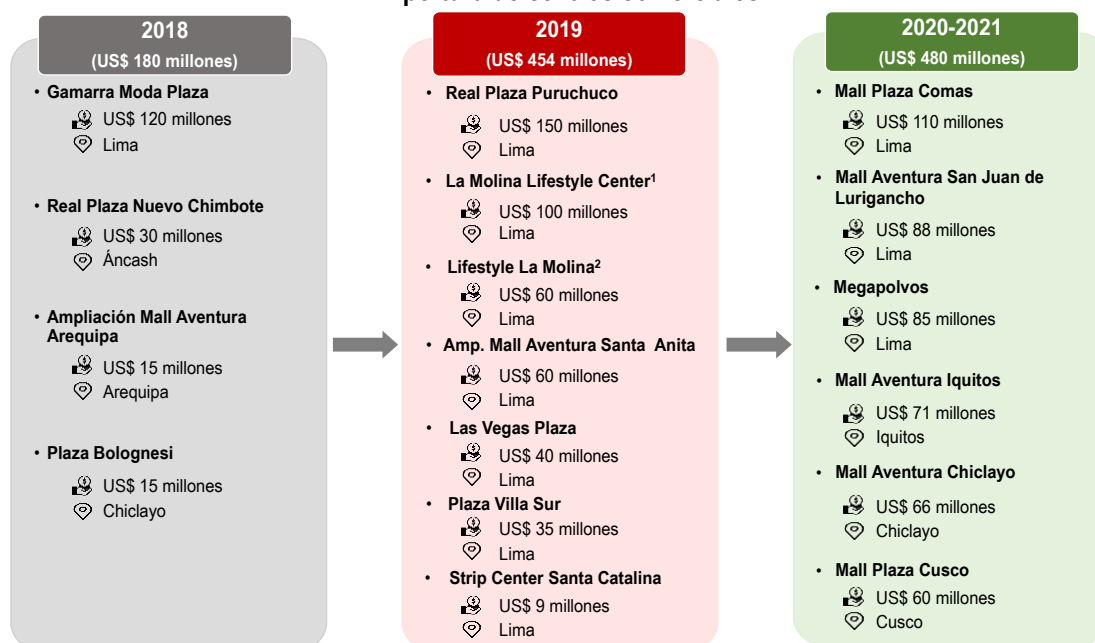 2018
(US$ 180 millones)
• Gamarra Moda Plaza
US$ 120 millones
Lima
• Real Plaza Nuevo Chimbote
US$ 30 millones
Áncash
• Ampliación Mall Aventura
Arequipa
US$ 15 millones
Arequipa
• Plaza Bolognesi
US$ 15 millones
Chiclayo
2019
(US$ 454 millones)
• Real Plaza Puruchuco
US$ 150 millones
Lima
• La Molina Lifestyle Center¹
US$ 100 millones
Lima
• Lifestyle La Molina²
US$ 60 millones
Lima
• Amp. Mall Aventura Santa Anita
US$ 60 millones
Lima
• Las Vegas Plaza
US$ 40 millones
Lima
• Plaza Villa Sur
US$ 35 millones
Lima
• Strip Center Santa Catalina
US$ 9 millones
Lima
2020-2021
(US$ 480 millones)
• Mall Plaza Comas
US$ 110 millones
Lima
• Mall Aventura San Juan de
Lurigancho
US$ 88 millones
Lima
• Megapolvos
US$ 85 millones
Lima
• Mall Aventura Iquitos
US$ 71 millones
Iquitos
• Mall Aventura Chiclayo
US$ 66 millones
Chiclayo
• Mall Plaza Cusco
US$ 60 millones
Cusco